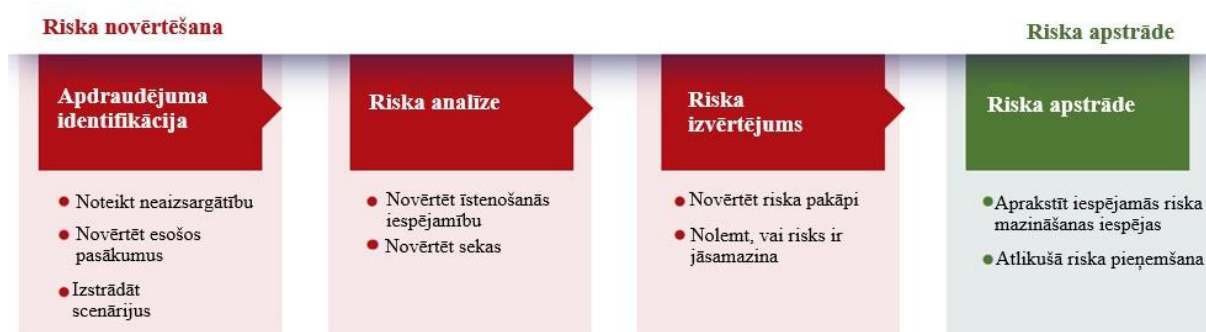 Riska novērtēšana
Riska apstrāde
Apdraudējuma
identifikācija
Noteikt neaizsargātību
Novērtēt esošos
pasākumus
Izstrādāt
scenārijus
Riska analīze
Novērtēt īstenošanās
iespējamību
Novērtēt sekas
Riska
izvērtējums
Novērtēt riska pakāpi
Nolemt, vai risks ir
jāsamazina
Riska apstrāde
Aprakstīt iespējamās riska
mazināšanas iespējas
Atlikušā riska pieņemšana